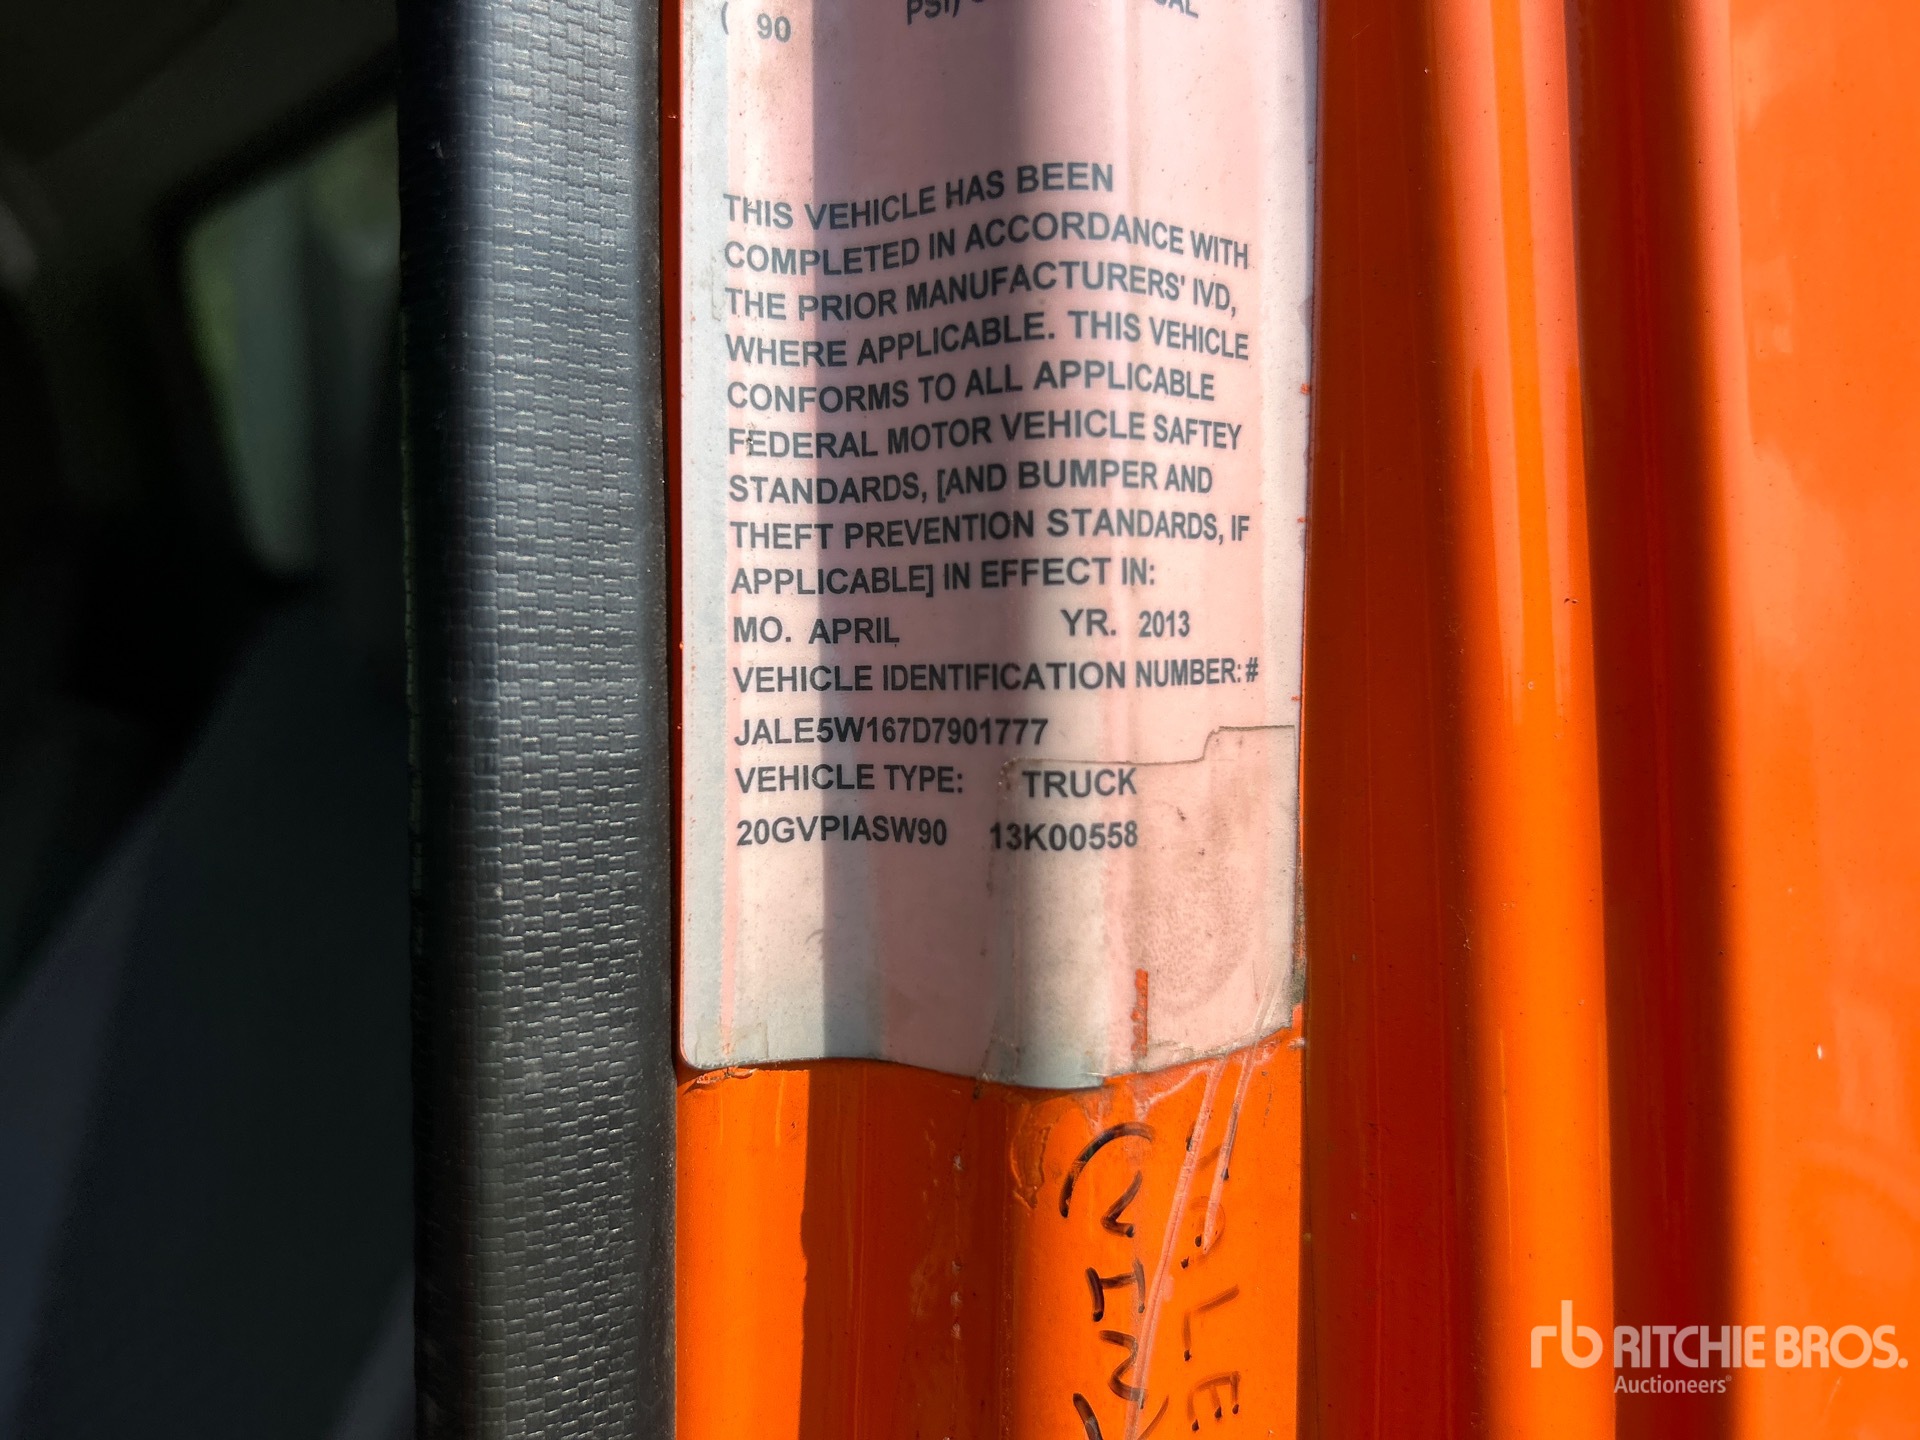 ( 90 PSI)
THIS VEHICLE HAS BEEN
COMPLETED IN ACCORDANCE WITH
THE PRIOR MANUFACTURERS' IVD,
WHERE APPLICABLE. THIS VEHICLE
CONFORMS TO ALL APPLICABLE
FEDERAL MOTOR VEHICLE SAFTEY
STANDARDS, [AND BUMPER AND
THEFT PREVENTION STANDARDS, IF
APPLICABLE] IN EFFECT IN:
MO. APRIL YR. 2013
VEHICLE IDENTIFICATION NUMBER: #
JALE5W167D7901777
VEHICLE TYPE: TRUCK
20GVPIASW90 13K00558
(VIN)
rb RITCHIE BROS.
Auctioneers